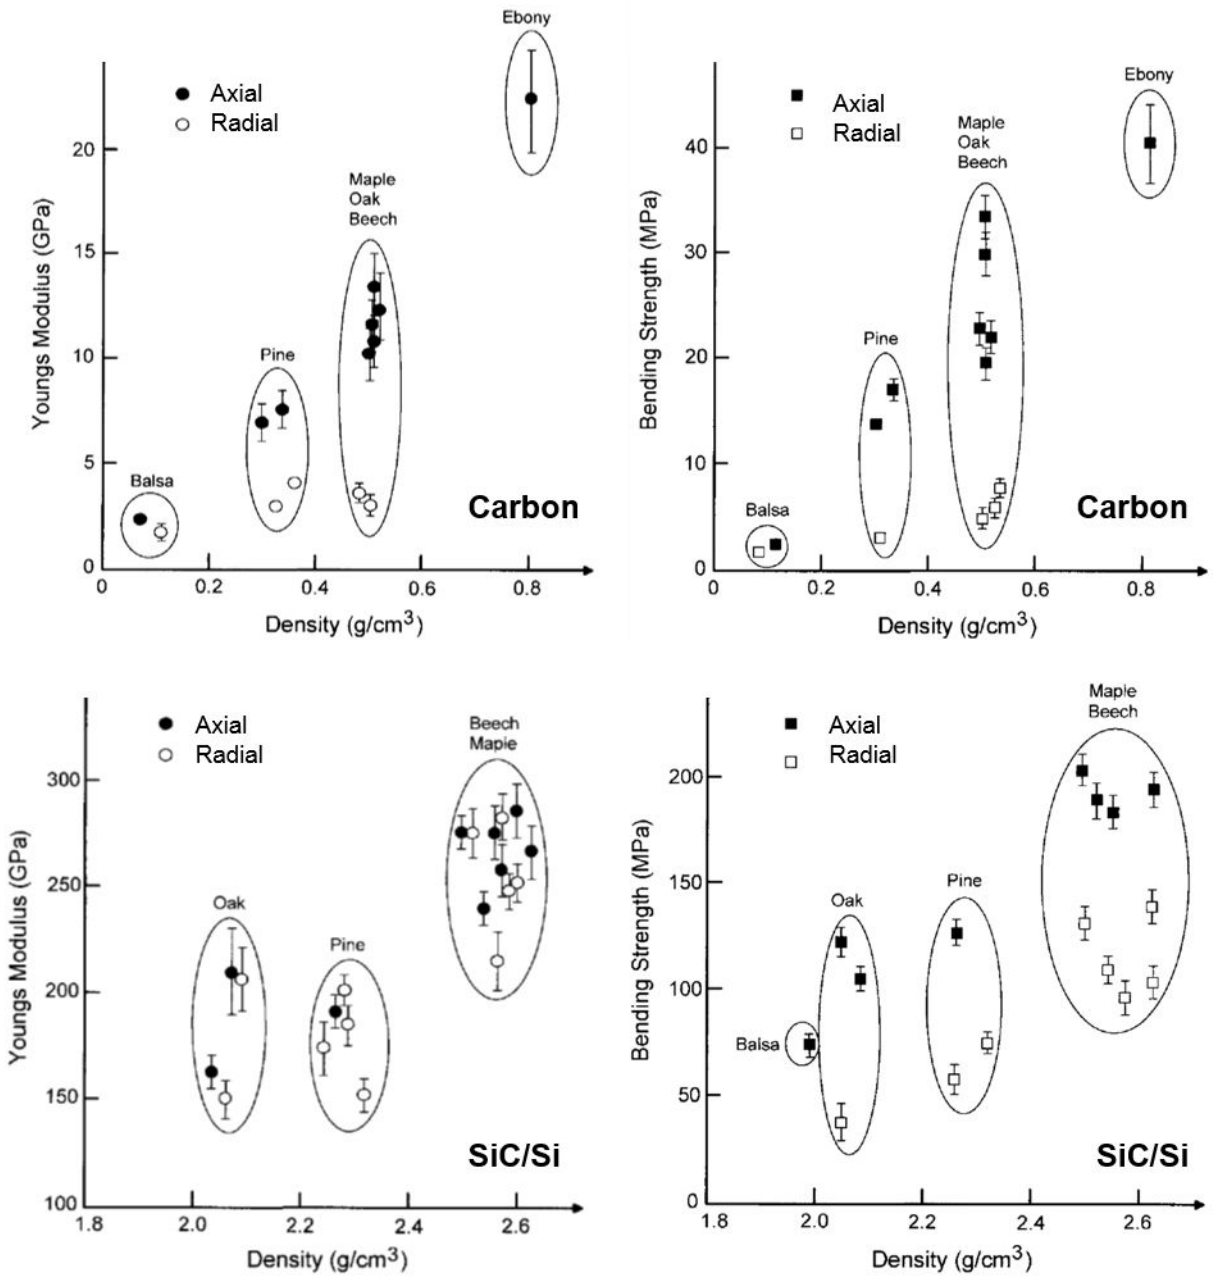 Ebony
Axial
Radial
20
Maple
Oak
Beech
15
Pine
10
Balsa
5
Carbon
0
0 0.2 0.4 0.6 0.8
Density (g/cm3)
Youngs Modulus (GPa)
Ebony
Axial
Radial
Maple
Oak
Beech
40
30
Pine
20
10
Balsa
Carbon
0
0 0.2 0.4 0.6 0.8
Density (g/cm3)
Bending Strength (MPa)
Axial
Radial
Beech
Maple
300
250
Oak
Pine
200
150
SiC/Si
100
1.8 2.0 2.2 2.4 2.6
Density (g/cm3)
Youngs Modulus (GPa)
Maple
Beech
Axial
Radial
200
150
Pine
Oak
100
Balsa
50
SiC/Si
0
1.8 2.0 2.2 2.4 2.6
Density (g/cm3)
Bending Strength (MPa)